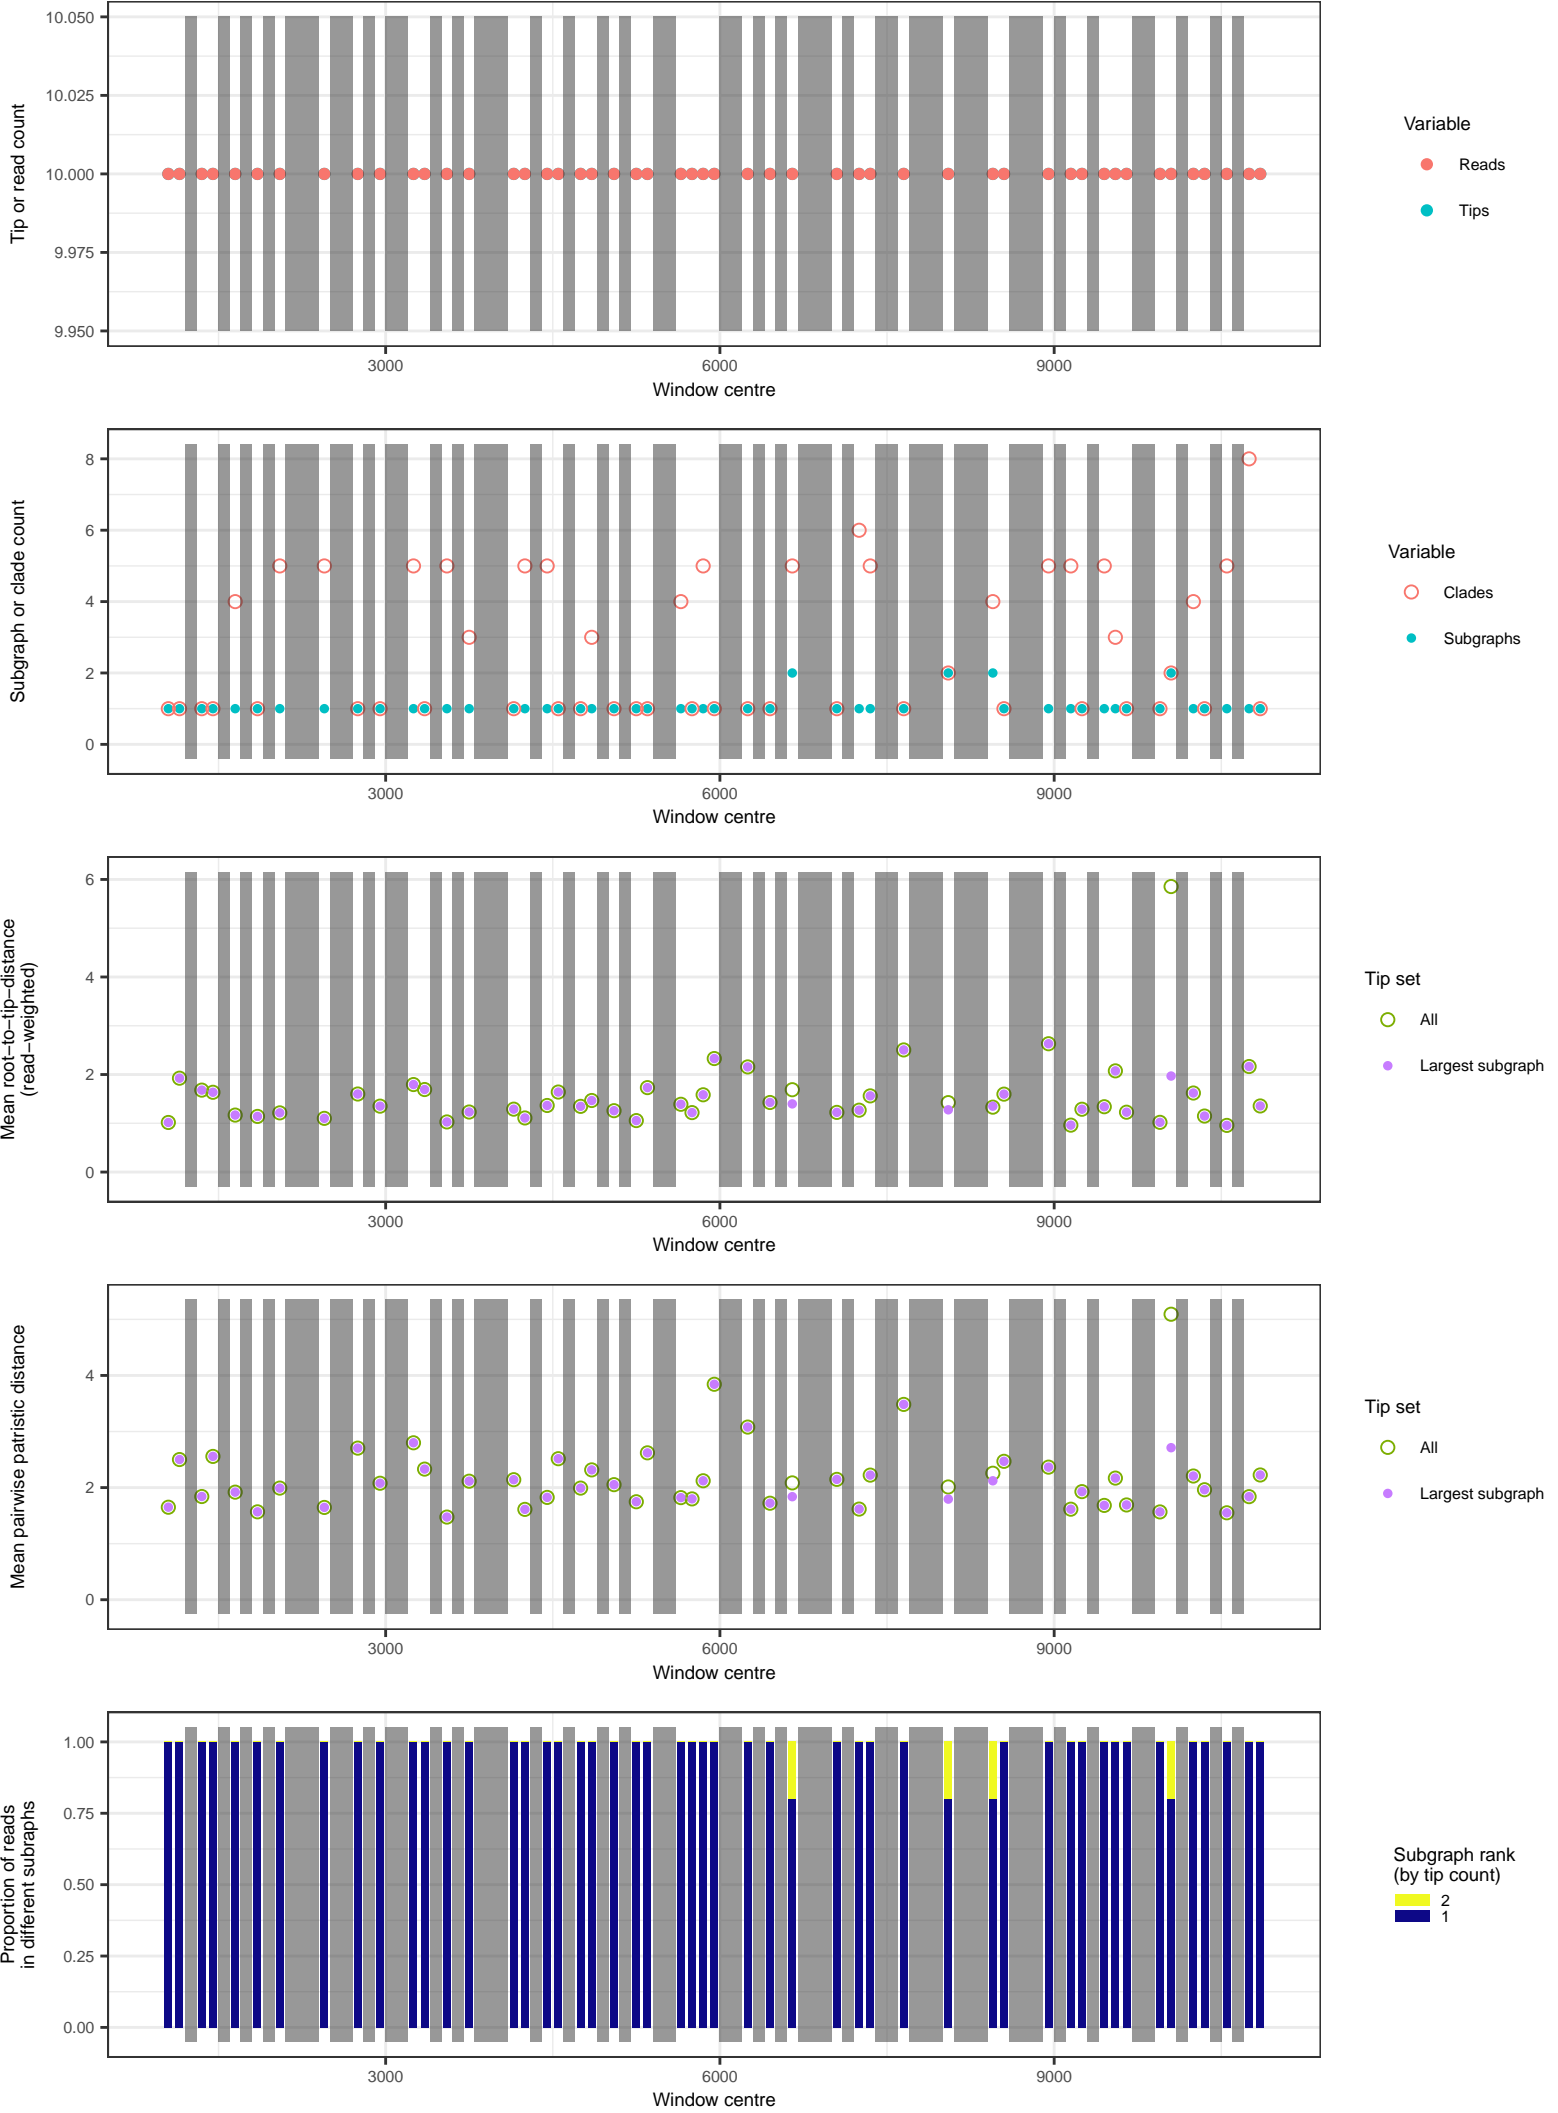 10.050
10.025
10.000
9.975
9.950
Tip or read count
3000
6000
9000
Window centre
Variable
Reads
Tips
8
6
4
2
0
Subgraph or clade count
3000
6000
9000
Window centre
Variable
Clades
Subgraphs
6
4
2
0
Mean root−to−tip−distance
(read−weighted)
3000
6000
9000
Window centre
Tip set
All
Largest subgraph
4
2
0
Mean pairwise patristic distance
3000
6000
9000
Window centre
Tip set
All
Largest subgraph
1.00
0.75
0.50
0.25
0.00
Proportion of reads
in different subraphs
3000
6000
9000
Window centre
Subgraph rank
(by tip count)
2
1